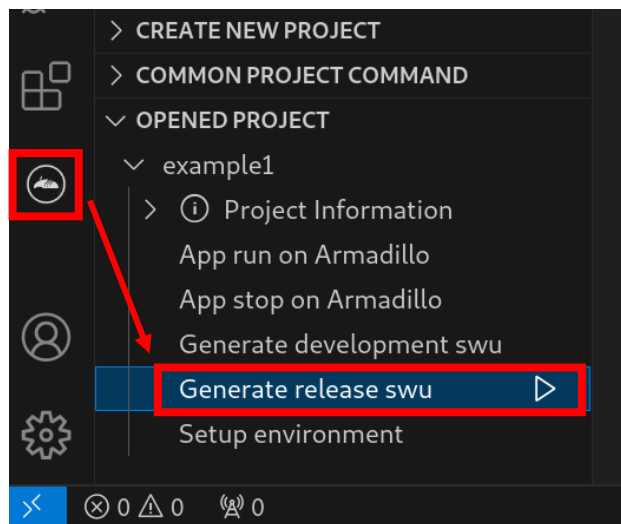 CREATE NEW PROJECT
COMMON PROJECT COMMAND
OPENED PROJECT
example1
Project Information
App run on Armadillo
App stop on Armadillo
Generate development swu
Generate release swu
Setup environment
0 0 0